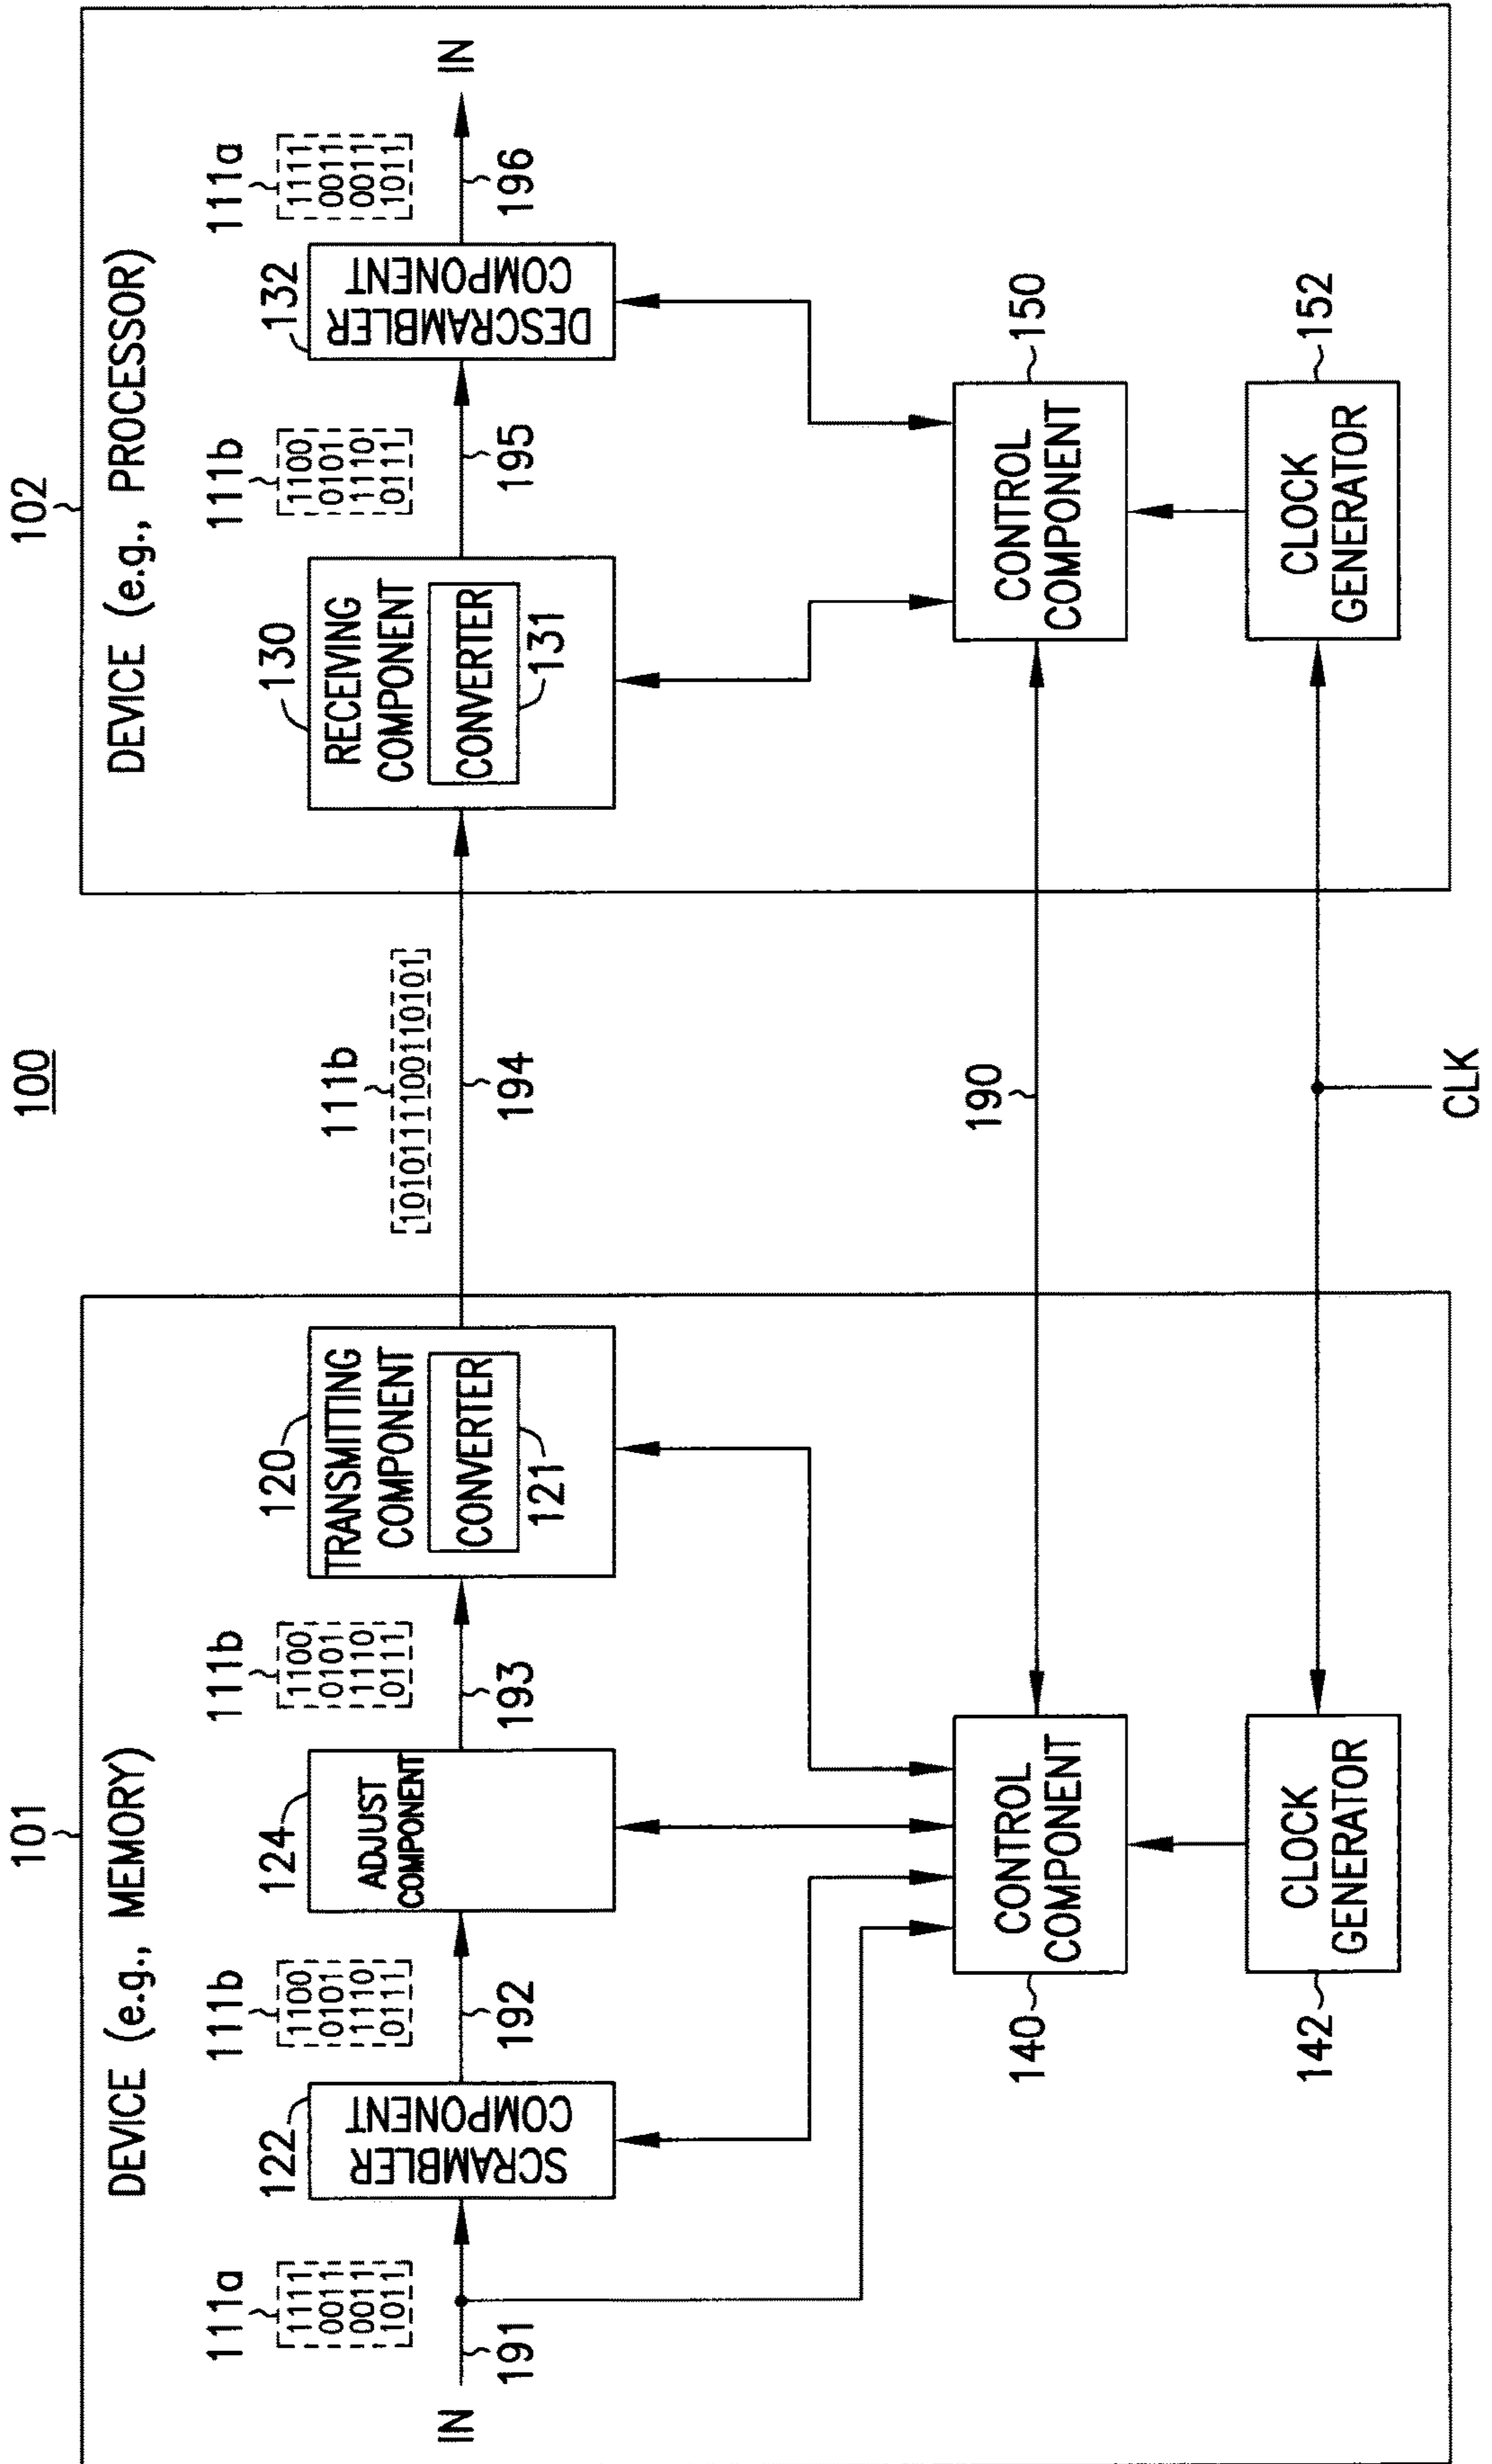 100
101
DEVICE (e.g., MEMORY)
IN
191
111a
1111
0011
0011
1011
122
SCRAMBLER
COMPONENT
111b
1100
0101
1110
0111
192
124
ADJUST
COMPONENT
111b
1100
0101
1110
0111
193
120
TRANSMITTING
COMPONENT
CONVERTER
121
140
CONTROL
COMPONENT
142
CLOCK
GENERATOR
111b
1010111100110101
194
190
CLK
102
DEVICE (e.g., PROCESSOR)
130
RECEIVING
COMPONENT
CONVERTER
131
111b
1100
0101
1110
0111
195
132
DESCRAMBLER
COMPONENT
111a
1111
0011
0011
1011
196
IN
CONTROL
COMPONENT
150
CLOCK
GENERATOR
152